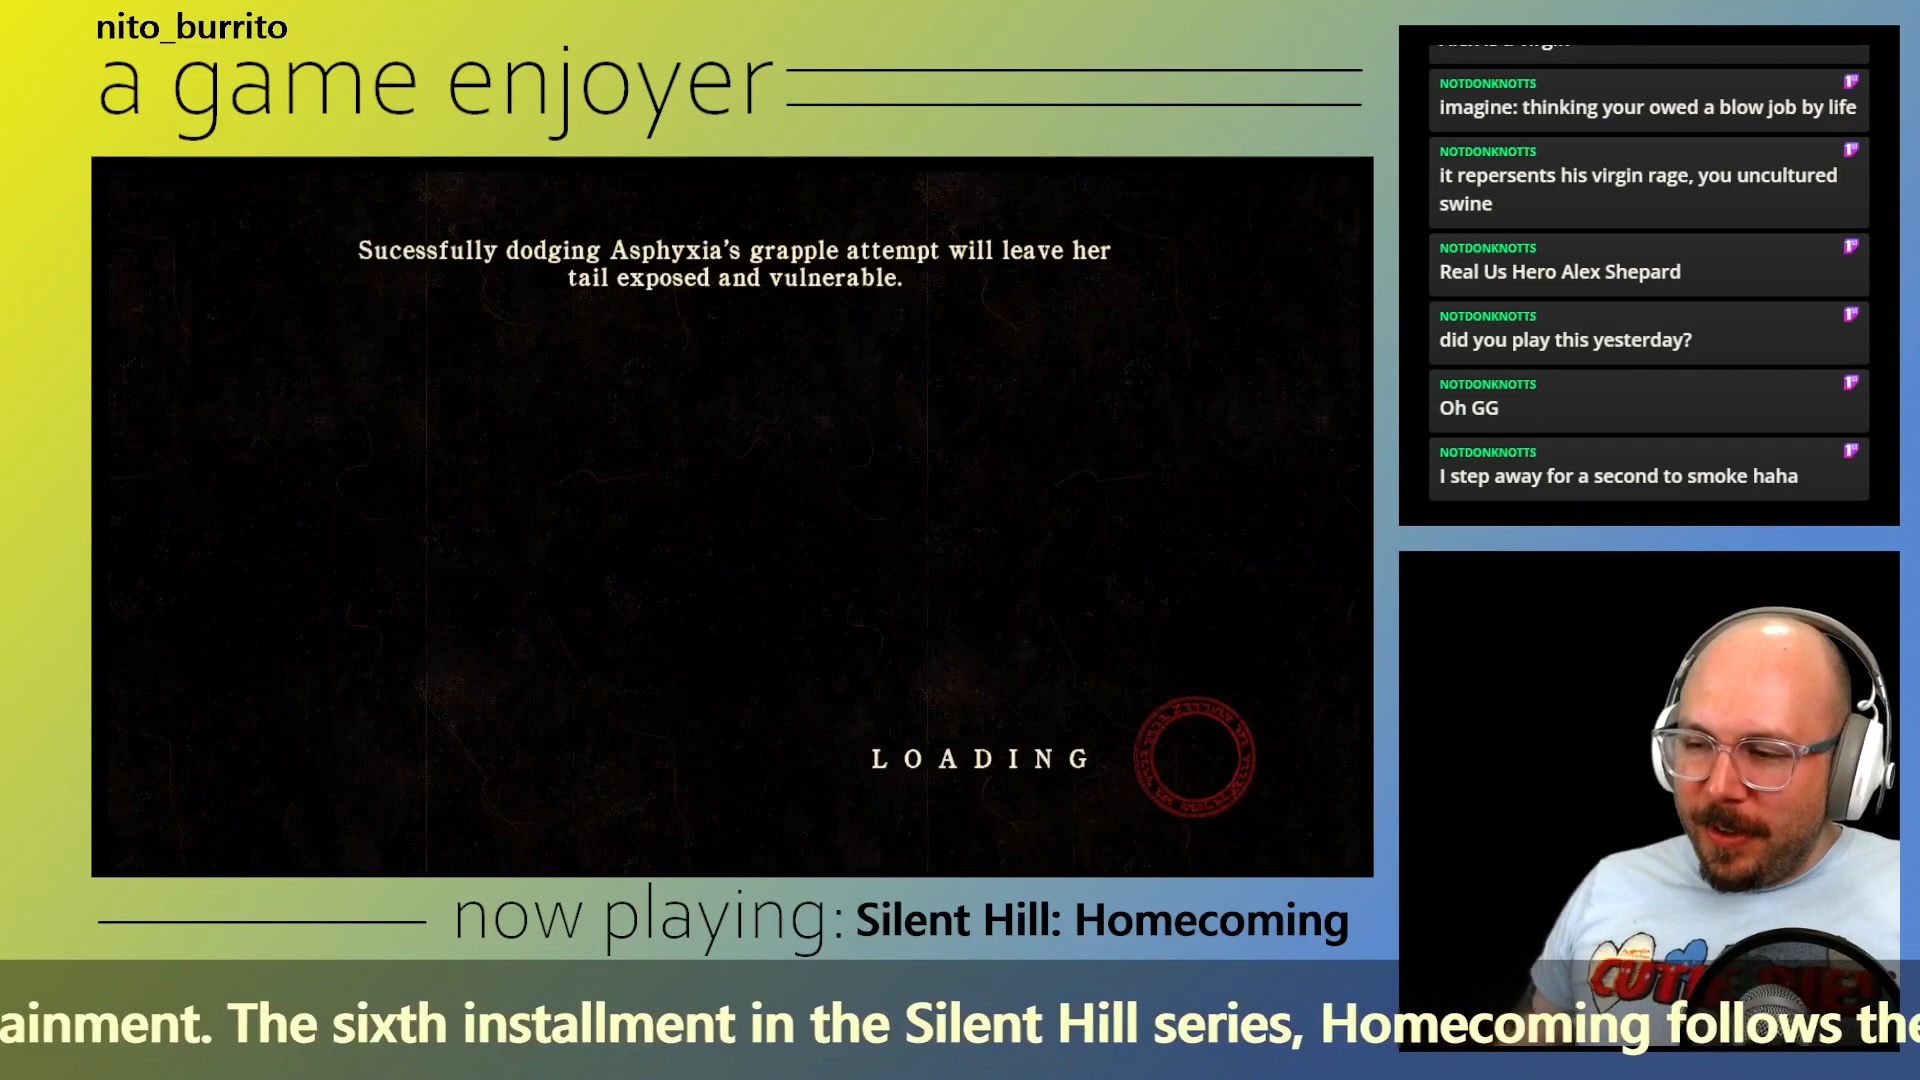 nito_burrito
a game enjoyer
Sucessfully dodging Asphyxia's grapple attempt will leave her
tail exposed and vulnerable.
LOADING
now playing: Silent Hill: Homecoming
NOTDONKNOTTS
imagine: thinking your owed a blow job by life
NOTDONKNOTTS
it repersents his virgin rage, you uncultured
swine
NOTDONKNOTTS
Real Us Hero Alex Shepard
NOTDONKNOTTS
did you play this yesterday?
NOTDONKNOTTS
Oh GG
NOTDONKNOTTS
I step away for a second to smoke haha
ainment. The sixth installment in the Silent Hill series, Homecoming follows the